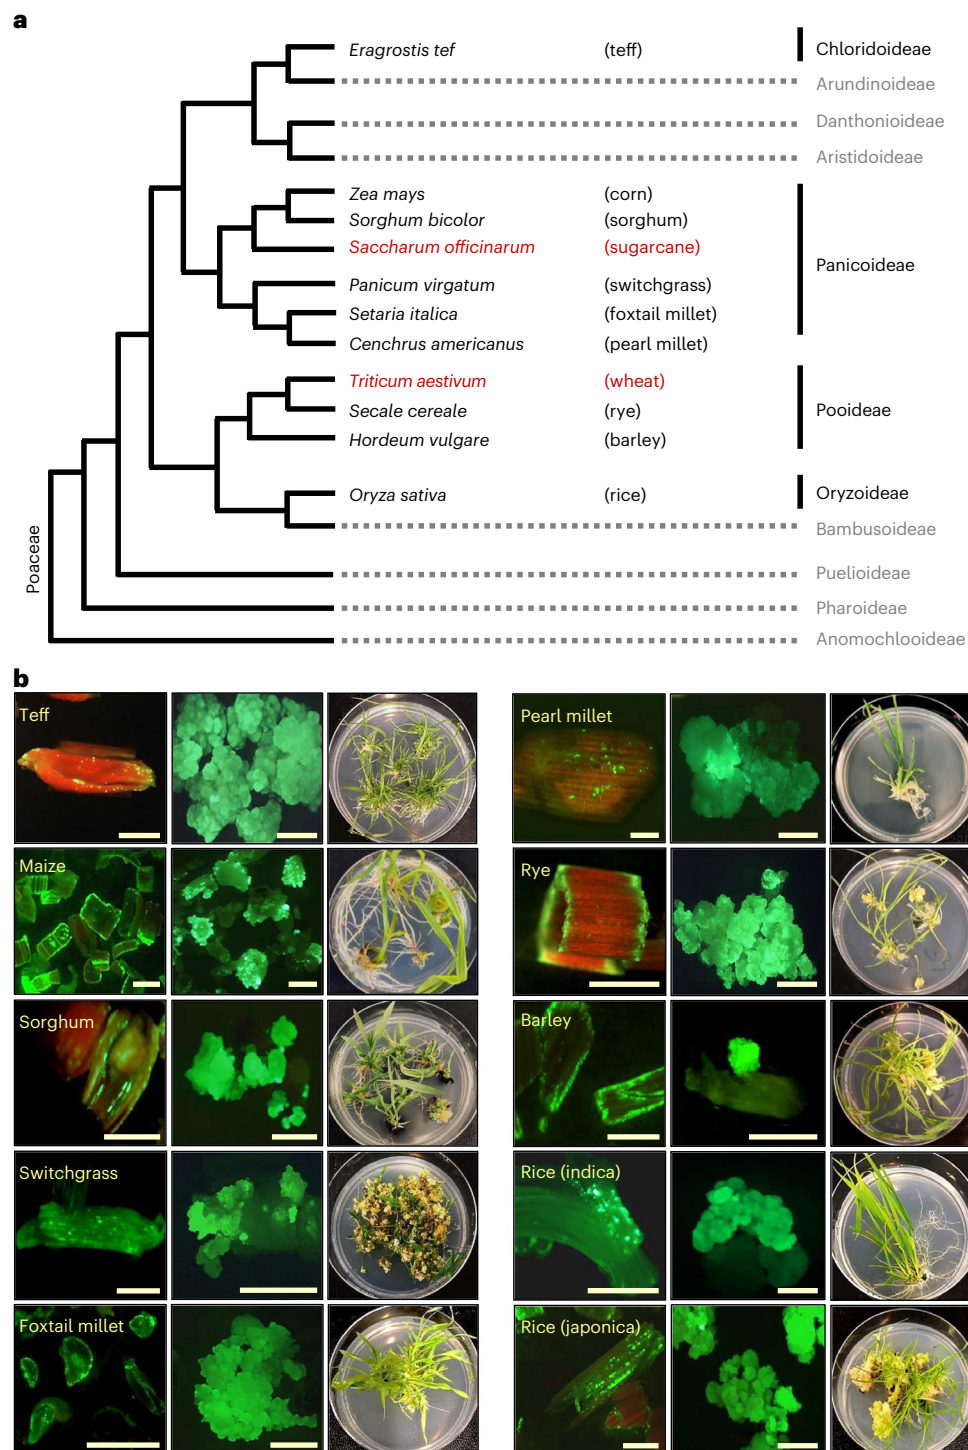 a
Eragrostis tef (teff) Chloridoideae
Arundinoideae
Danthonioideae
Aristidoideae
Zea mays (corn)
Sorghum bicolor (sorghum)
Saccharum officinarum (sugarcane)
Panicoideae
Panicum virgatum (switchgrass)
Setaria italica (foxtail millet)
Cenchrus americanus (pearl millet)
Triticum aestivum (wheat)
Secale cereale (rye) Pooideae
Hordeum vulgare (barley)
Oryza sativa (rice) Oryzoideae
Bambusoideae
Poaceae
Puelioideae
Pharoideae
Anomochlooideae
b
Teff
Pearl millet
Maize
Rye
Sorghum
Barley
Switchgrass
Rice (indica)
Foxtail millet
Rice (japonica)